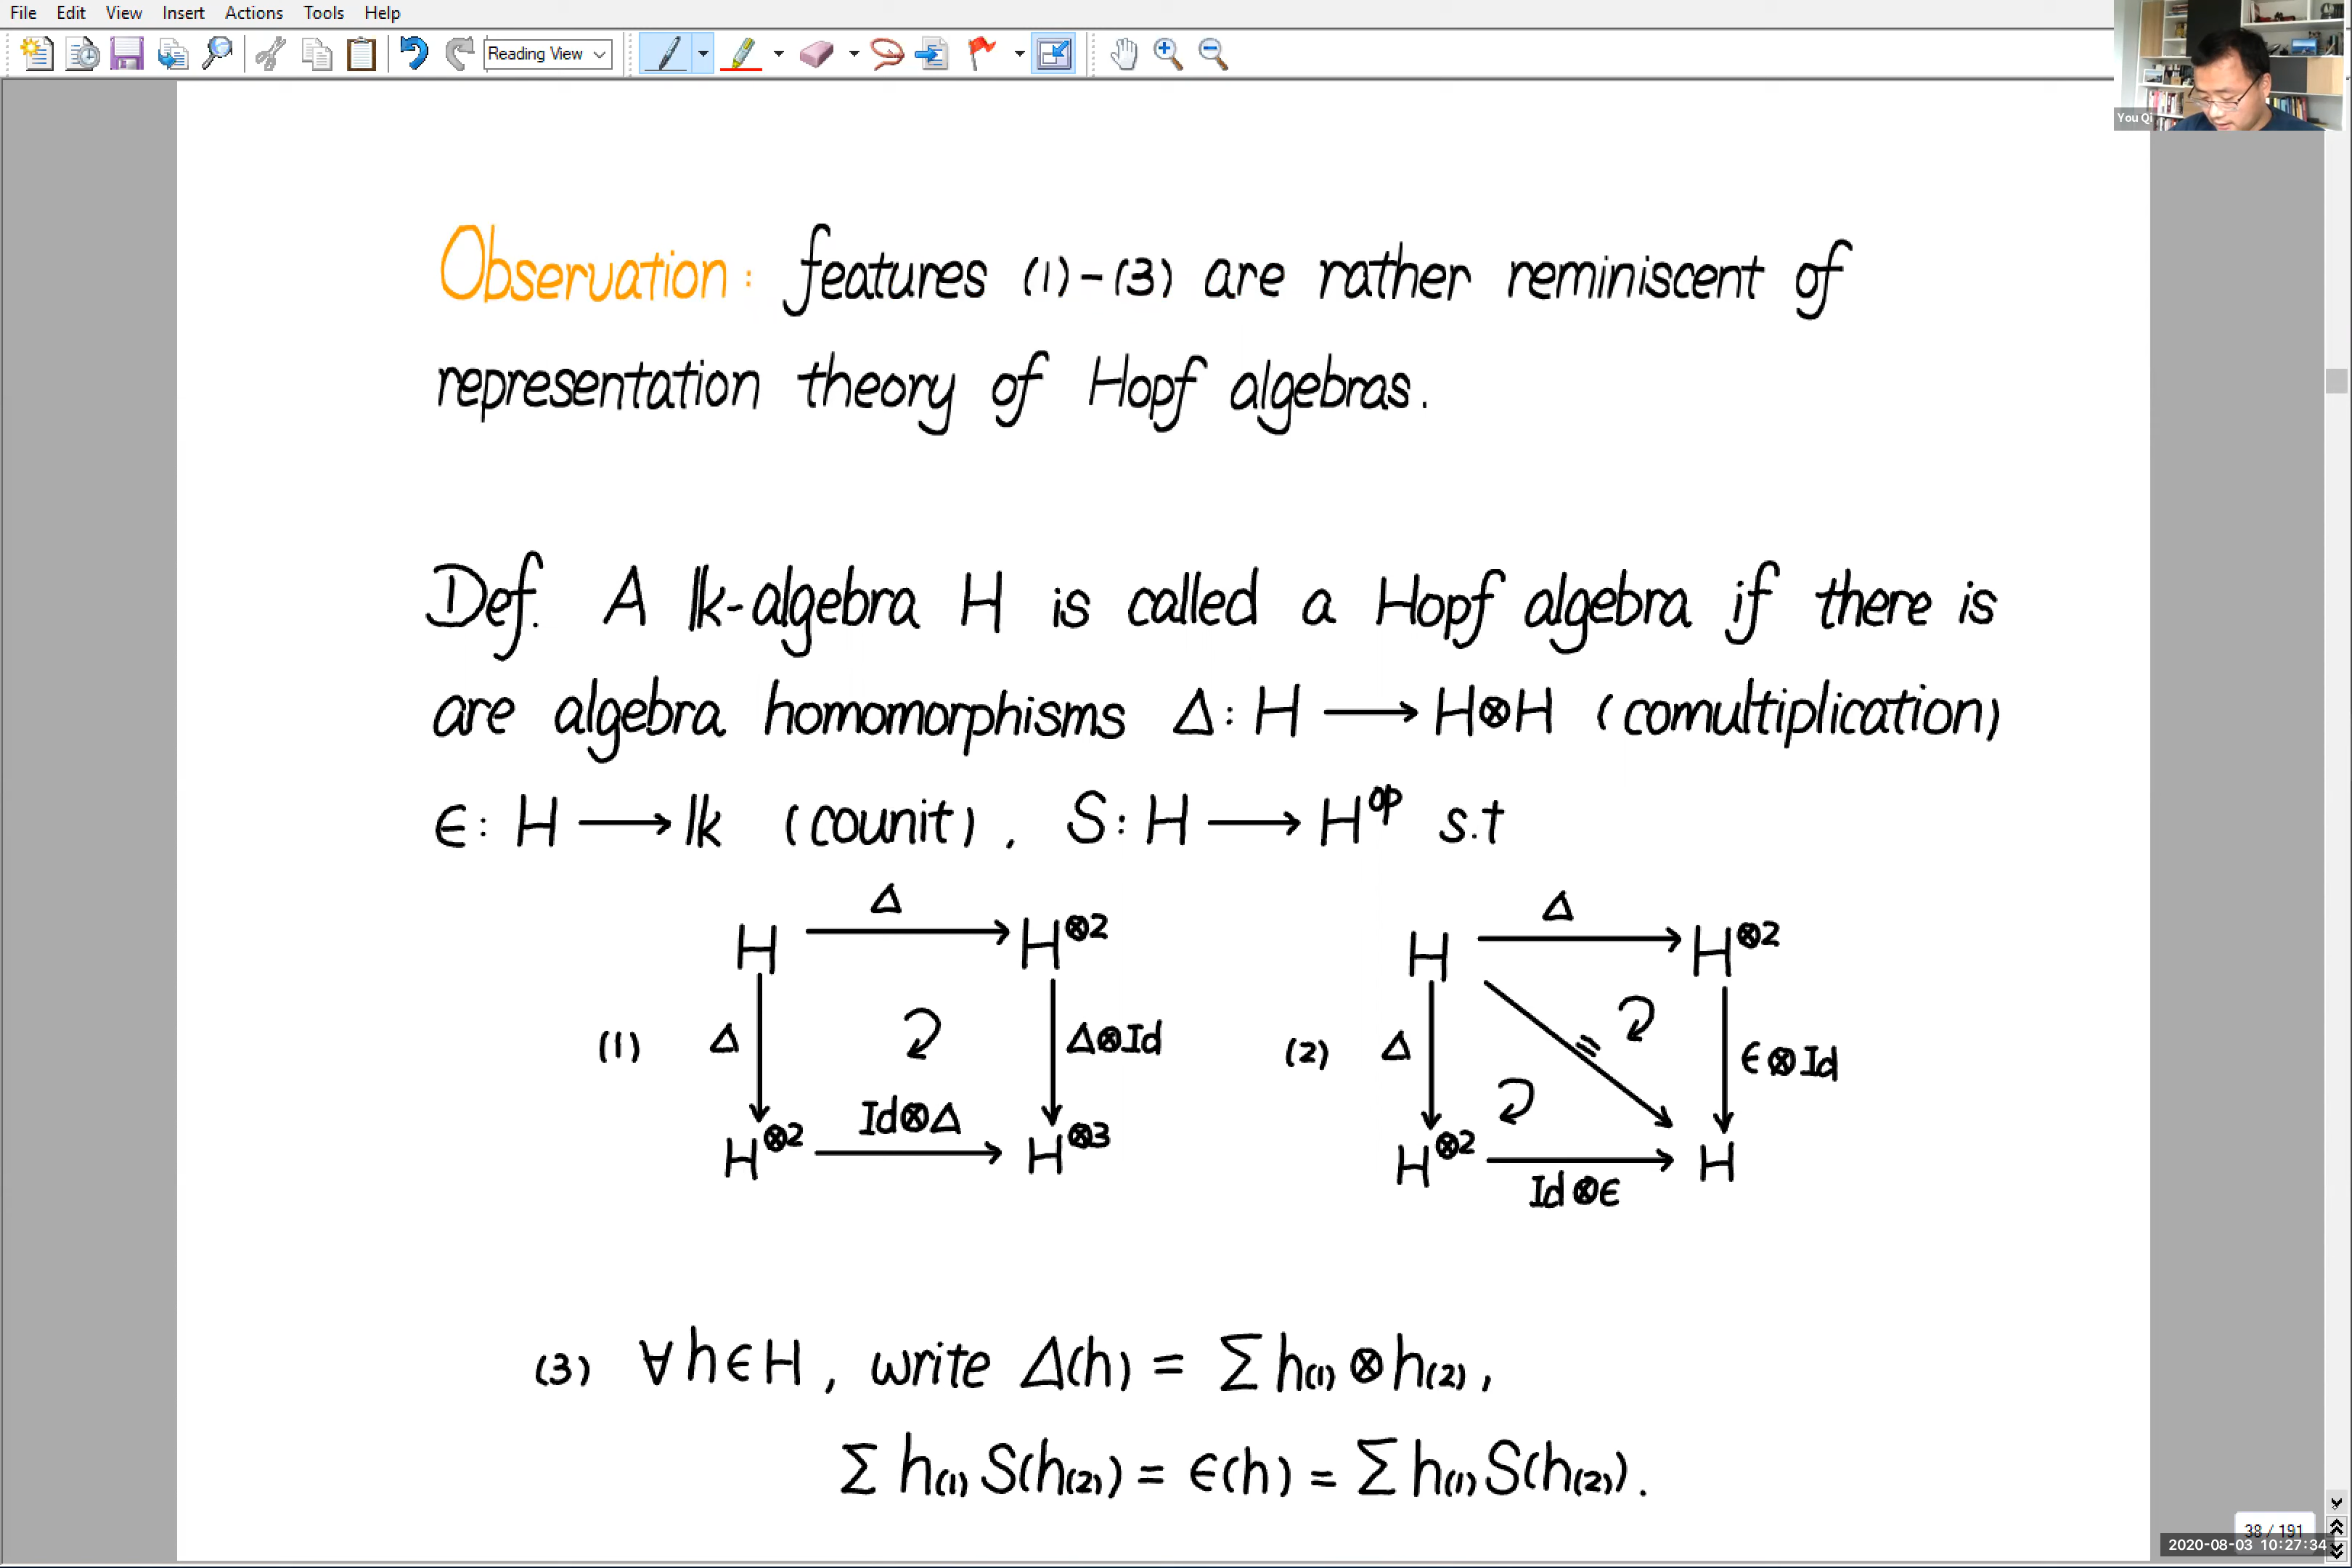 File Edit View Insert Actions Tools Help
Reading View
You Qi
Observation: features (1)-(3) are rather reminiscent of
representation theory of Hopf algebras.
Def. A 𝕜-algebra H is called a Hopf algebra if there is
are algebra homomorphisms Δ: H ⟶ H⊗H (comultiplication)
ϵ: H ⟶ 𝕜 (counit), S: H ⟶ H^op s.t
Δ
H H^⊗2
(1) Δ Δ⊗Id
Id⊗Δ
H^⊗2 H^⊗3
Δ
H H^⊗2
(2) Δ = ϵ⊗Id
H^⊗2 H
Id⊗ϵ
(3) ∀h∈H, write Δ(h) = Σ h₍₁₎ ⊗ h₍₂₎,
Σ h₍₁₎ S(h₍₂₎) = ϵ(h) = Σ h₍₁₎ S(h₍₂₎).
38 / 191
2020-08-03 10:27:34